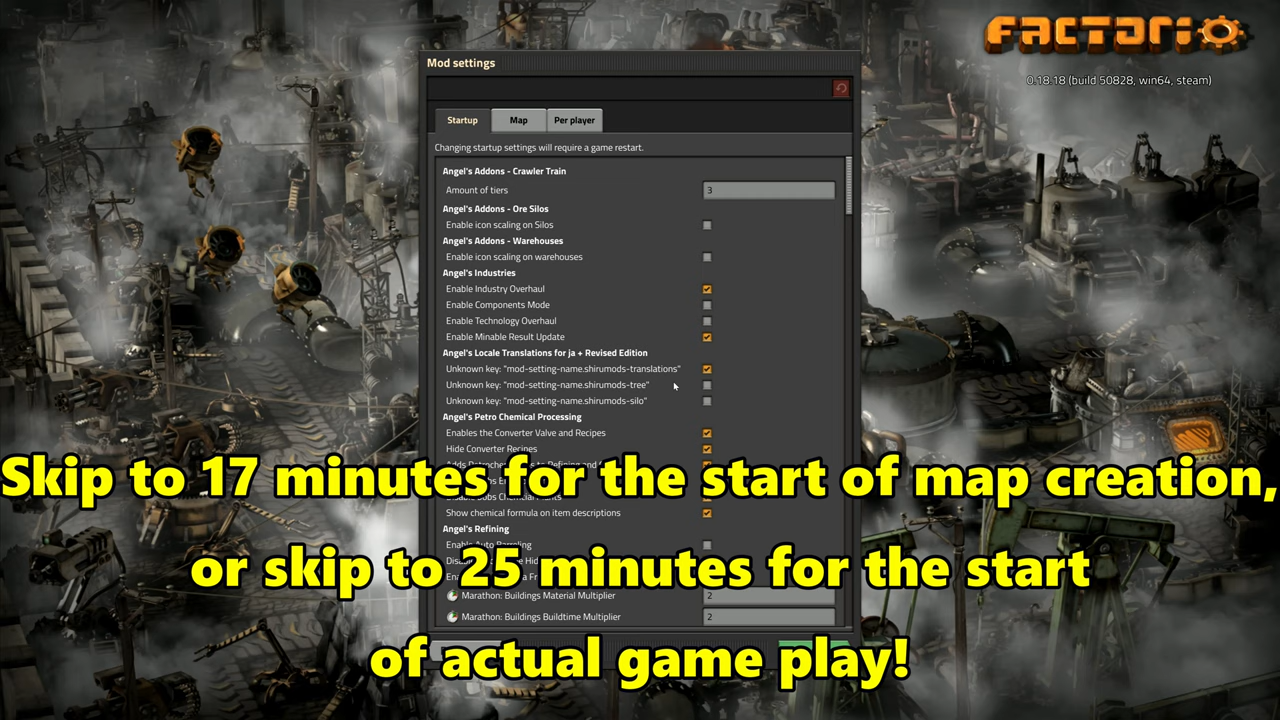 FACTORIO
0.18.18 (build 50828, win64, steam)
Mod settings
Startup
Map
Per player
Changing startup settings will require a game restart.
Angel's Addons - Crawler Train
Amount of tiers
3
Angel's Addons - Ore Silos
Enable icon scaling on Silos
Angel's Addons - Warehouses
Enable icon scaling on warehouses
Angel's Industries
Enable Industry Overhaul
Enable Components Mode
Enable Technology Overhaul
Enable Minable Result Update
Angel's Locale Translations for ja + Revised Edition
Unknown key: "mod-setting-name.shirumods-translations"
Unknown key: "mod-setting-name.shirumods-tree"
Unknown key: "mod-setting-name.shirumods-silo"
Angel's Petro Chemical Processing
Enables the Converter Valve and Recipes
Hide Converter Recipes
Skip to 17 minutes for the start of map creation,
Show chemical formula on item descriptions
Angel's Refining
or skip to 25 minutes for the start
Marathon: Buildings Material Multiplier
2
Marathon: Buildings Buildtime Multiplier
2
of actual game play!